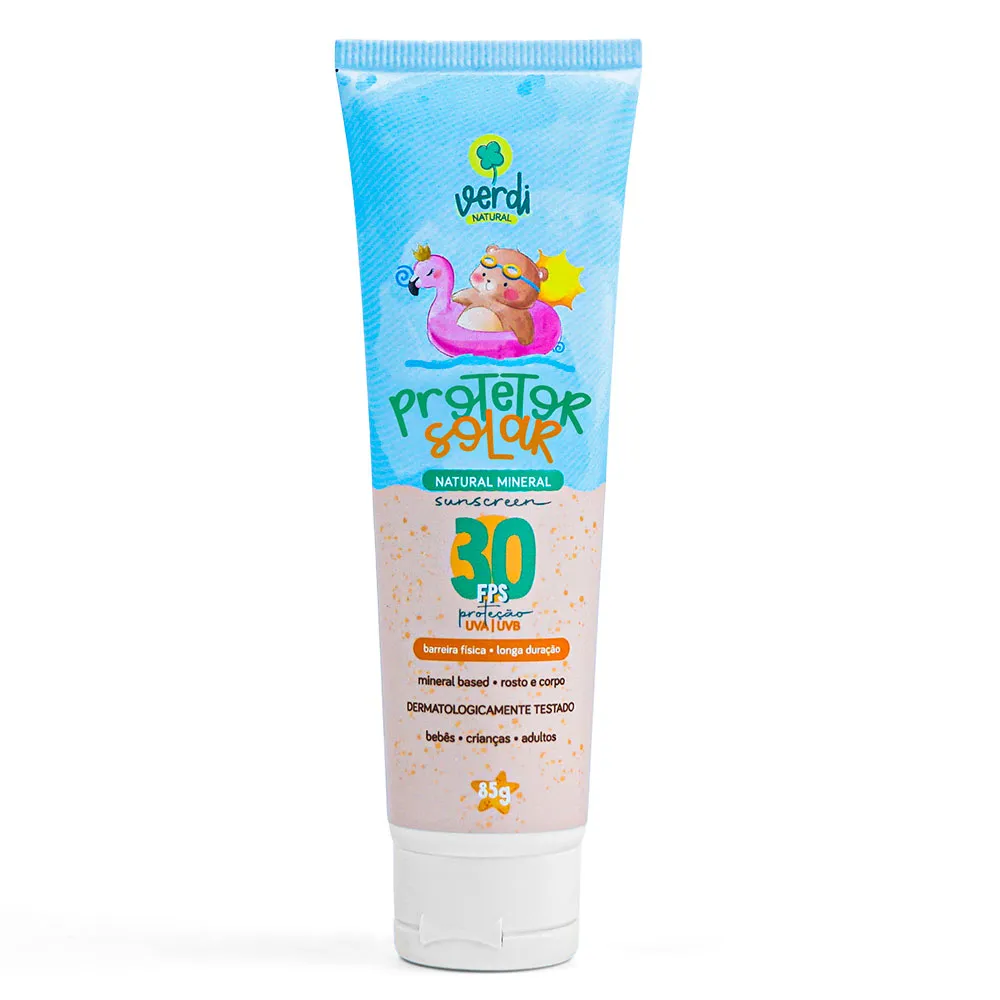 verdi
NATURAL
PROTETOR
SOLAR
NATURAL MINERAL
sunscreen
30
FPS
proteção
UVA | UVB
barreira física • longa duração
mineral based • rosto e corpo
DERMATOLOGICAMENTE TESTADO
bebês • crianças • adultos
85g